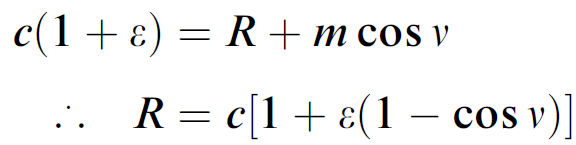 c(1 + ε) = R + m cos ν
∴ R = c[1 + ε(1 − cos ν)]